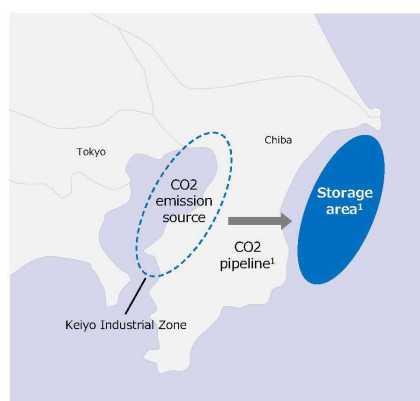 Tokyo
Chiba
CO2
emission
source
Storage
area¹
CO2
pipeline¹
Keiyo Industrial Zone